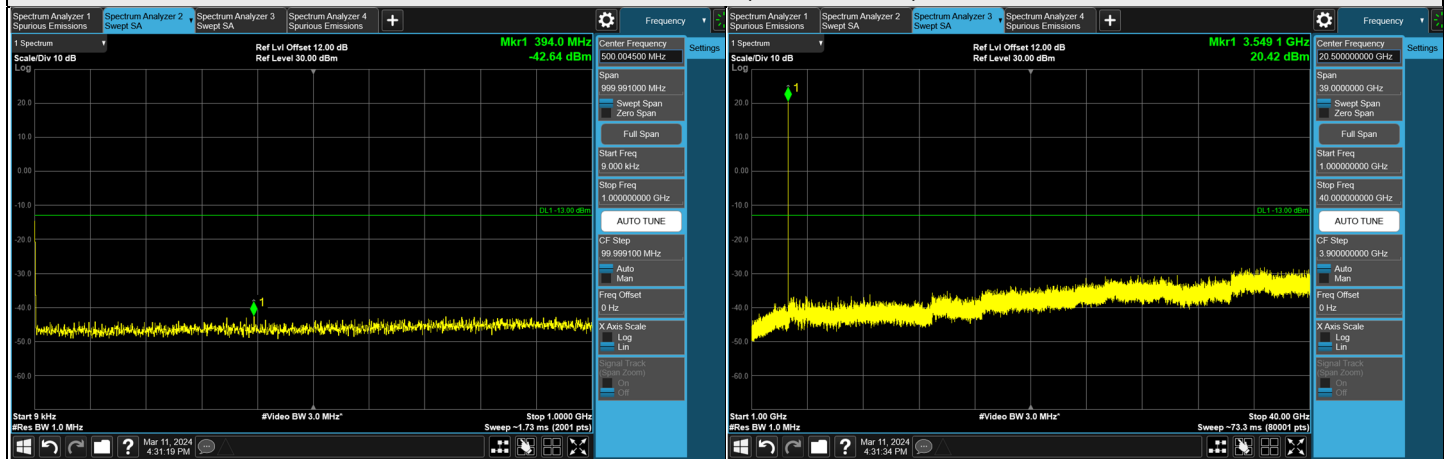 Spectrum Analyzer 1
Spurious Emissions
Spectrum Analyzer 2
Swept SA
Spectrum Analyzer 3
Swept SA
Spectrum Analyzer 4
Spurious Emissions
Frequency
1 Spectrum
Scale/Div 10 dB
Log
Ref Lvl Offset 12.00 dB
Ref Level 30.00 dBm
Mkr1 394.0 MHz
-42.64 dBm
20.0
10.0
0.00
-10.0
-20.0
-30.0
-40.0
-50.0
-60.0
DL1 -13.00 dBm
1
Start 9 kHz
#Res BW 1.0 MHz
#Video BW 3.0 MHz*
Stop 1.0000 GHz
Sweep ~1.73 ms (2001 pts)
Center Frequency
500.004500 MHz
Span
999.991000 MHz
Swept Span
Zero Span
Full Span
Start Freq
9.000 kHz
Stop Freq
1.000000000 GHz
AUTO TUNE
CF Step
99.999100 MHz
Auto
Man
Freq Offset
0 Hz
X Axis Scale
Log
Lin
Signal Track
(Span Zoom)
On
Off
Settings
?
Mar 11, 2024
4:31:19 PM
Spectrum Analyzer 1
Spurious Emissions
Spectrum Analyzer 2
Swept SA
Spectrum Analyzer 3
Swept SA
Spectrum Analyzer 4
Spurious Emissions
Frequency
1 Spectrum
Scale/Div 10 dB
Log
Ref Lvl Offset 12.00 dB
Ref Level 30.00 dBm
Mkr1 3.549 1 GHz
20.42 dBm
20.0
10.0
0.00
-10.0
-20.0
-30.0
-40.0
-50.0
-60.0
DL1 -13.00 dBm
1
Start 1.00 GHz
#Res BW 1.0 MHz
#Video BW 3.0 MHz*
Stop 40.00 GHz
Sweep ~73.3 ms (80001 pts)
Center Frequency
20.50000000 GHz
Span
39.0000000 GHz
Swept Span
Zero Span
Full Span
Start Freq
1.000000000 GHz
Stop Freq
40.000000000 GHz
AUTO TUNE
CF Step
3.900000000 GHz
Auto
Man
Freq Offset
0 Hz
X Axis Scale
Log
Lin
Signal Track
(Span Zoom)
On
Off
Settings
?
Mar 11, 2024
4:31:34 PM